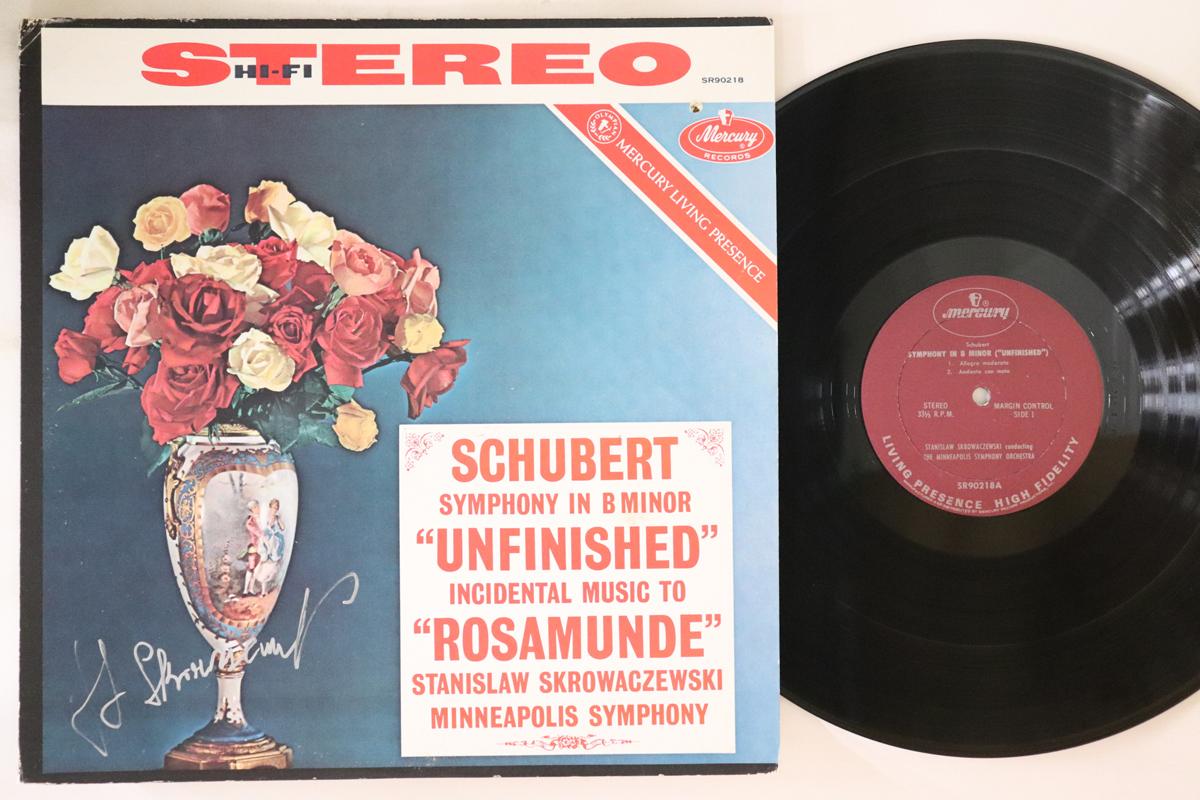 STEREO
HI-FI
SR90218
OLYMPIAN
MERCURY LIVING PRESENCE
Mercury
RECORDS
SCHUBERT
SYMPHONY IN B MINOR
“UNFINISHED”
INCIDENTAL MUSIC TO
“ROSAMUNDE”
STANISLAW SKROWACZEWSKI
MINNEAPOLIS SYMPHONY
S Skrowaczewski
mercury
Schubert
SYMPHONY IN B MINOR ("UNFINISHED")
1. Allegro moderato
2. Andante con moto
STEREO
33⅓ R.P.M.
MARGIN CONTROL
SIDE 1
STANISLAW SKROWACZEWSKI conducting
THE MINNEAPOLIS SYMPHONY ORCHESTRA
SR90218A
LIVING PRESENCE HIGH FIDELITY